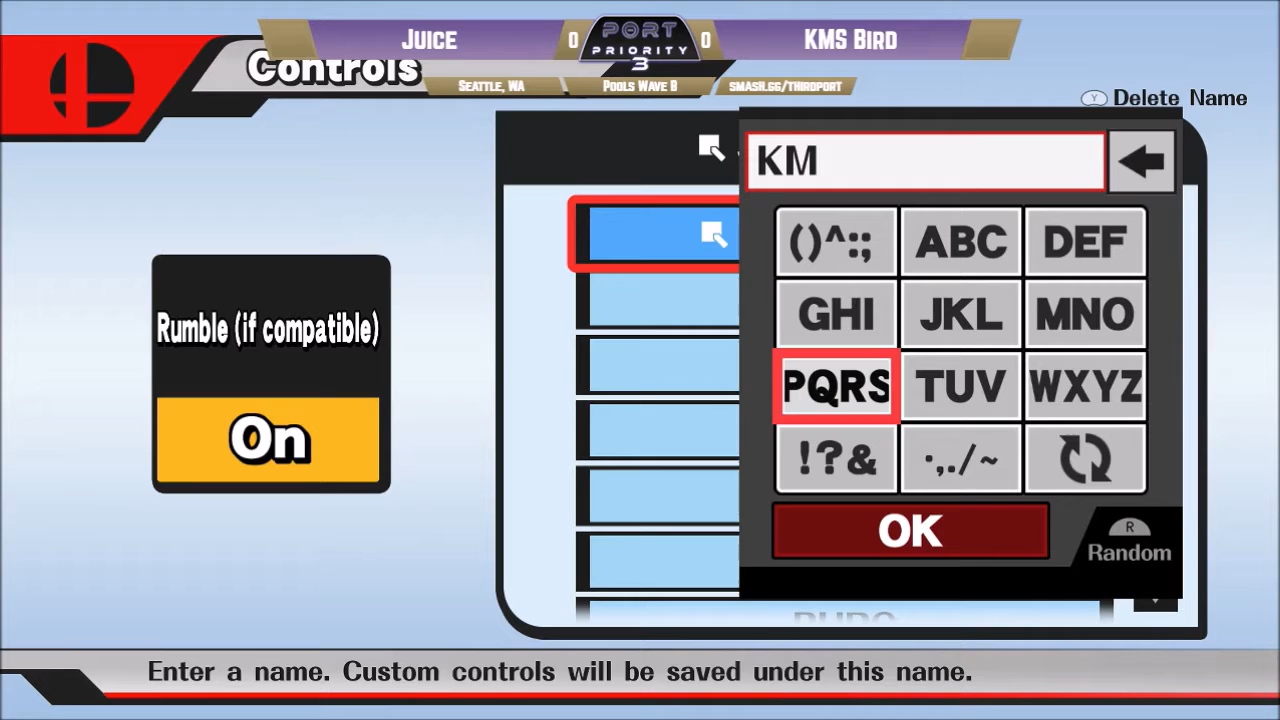 JUICE
0
PORT
PRIORITY
3
0
KMS BIRD
SEATTLE, WA
POOLS WAVE B
SMASH.GG/THIRDPORT
Controls
Y Delete Name
KM
()^:;
ABC
DEF
GHI
JKL
MNO
PQRS
TUV
WXYZ
!?&
·,./~
OK
R
Random
Rumble (if compatible)
On
Enter a name. Custom controls will be saved under this name.